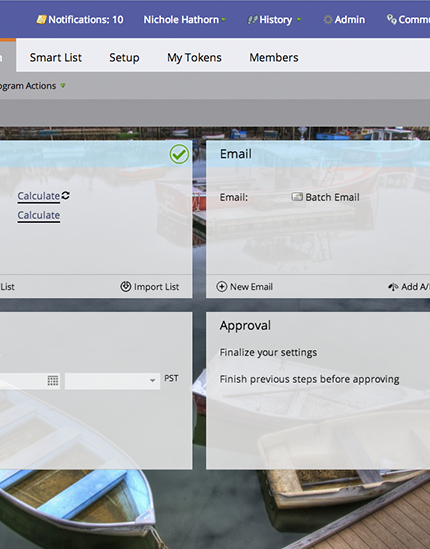 Notifications: 10 Nichole Hathorn History Admin Commu
Smart List Setup My Tokens Members
ogram Actions
Email
Calculate
Email: Batch Email
Calculate
List Import List New Email Add A/
Approval
Finalize your settings
PST
Finish previous steps before approving